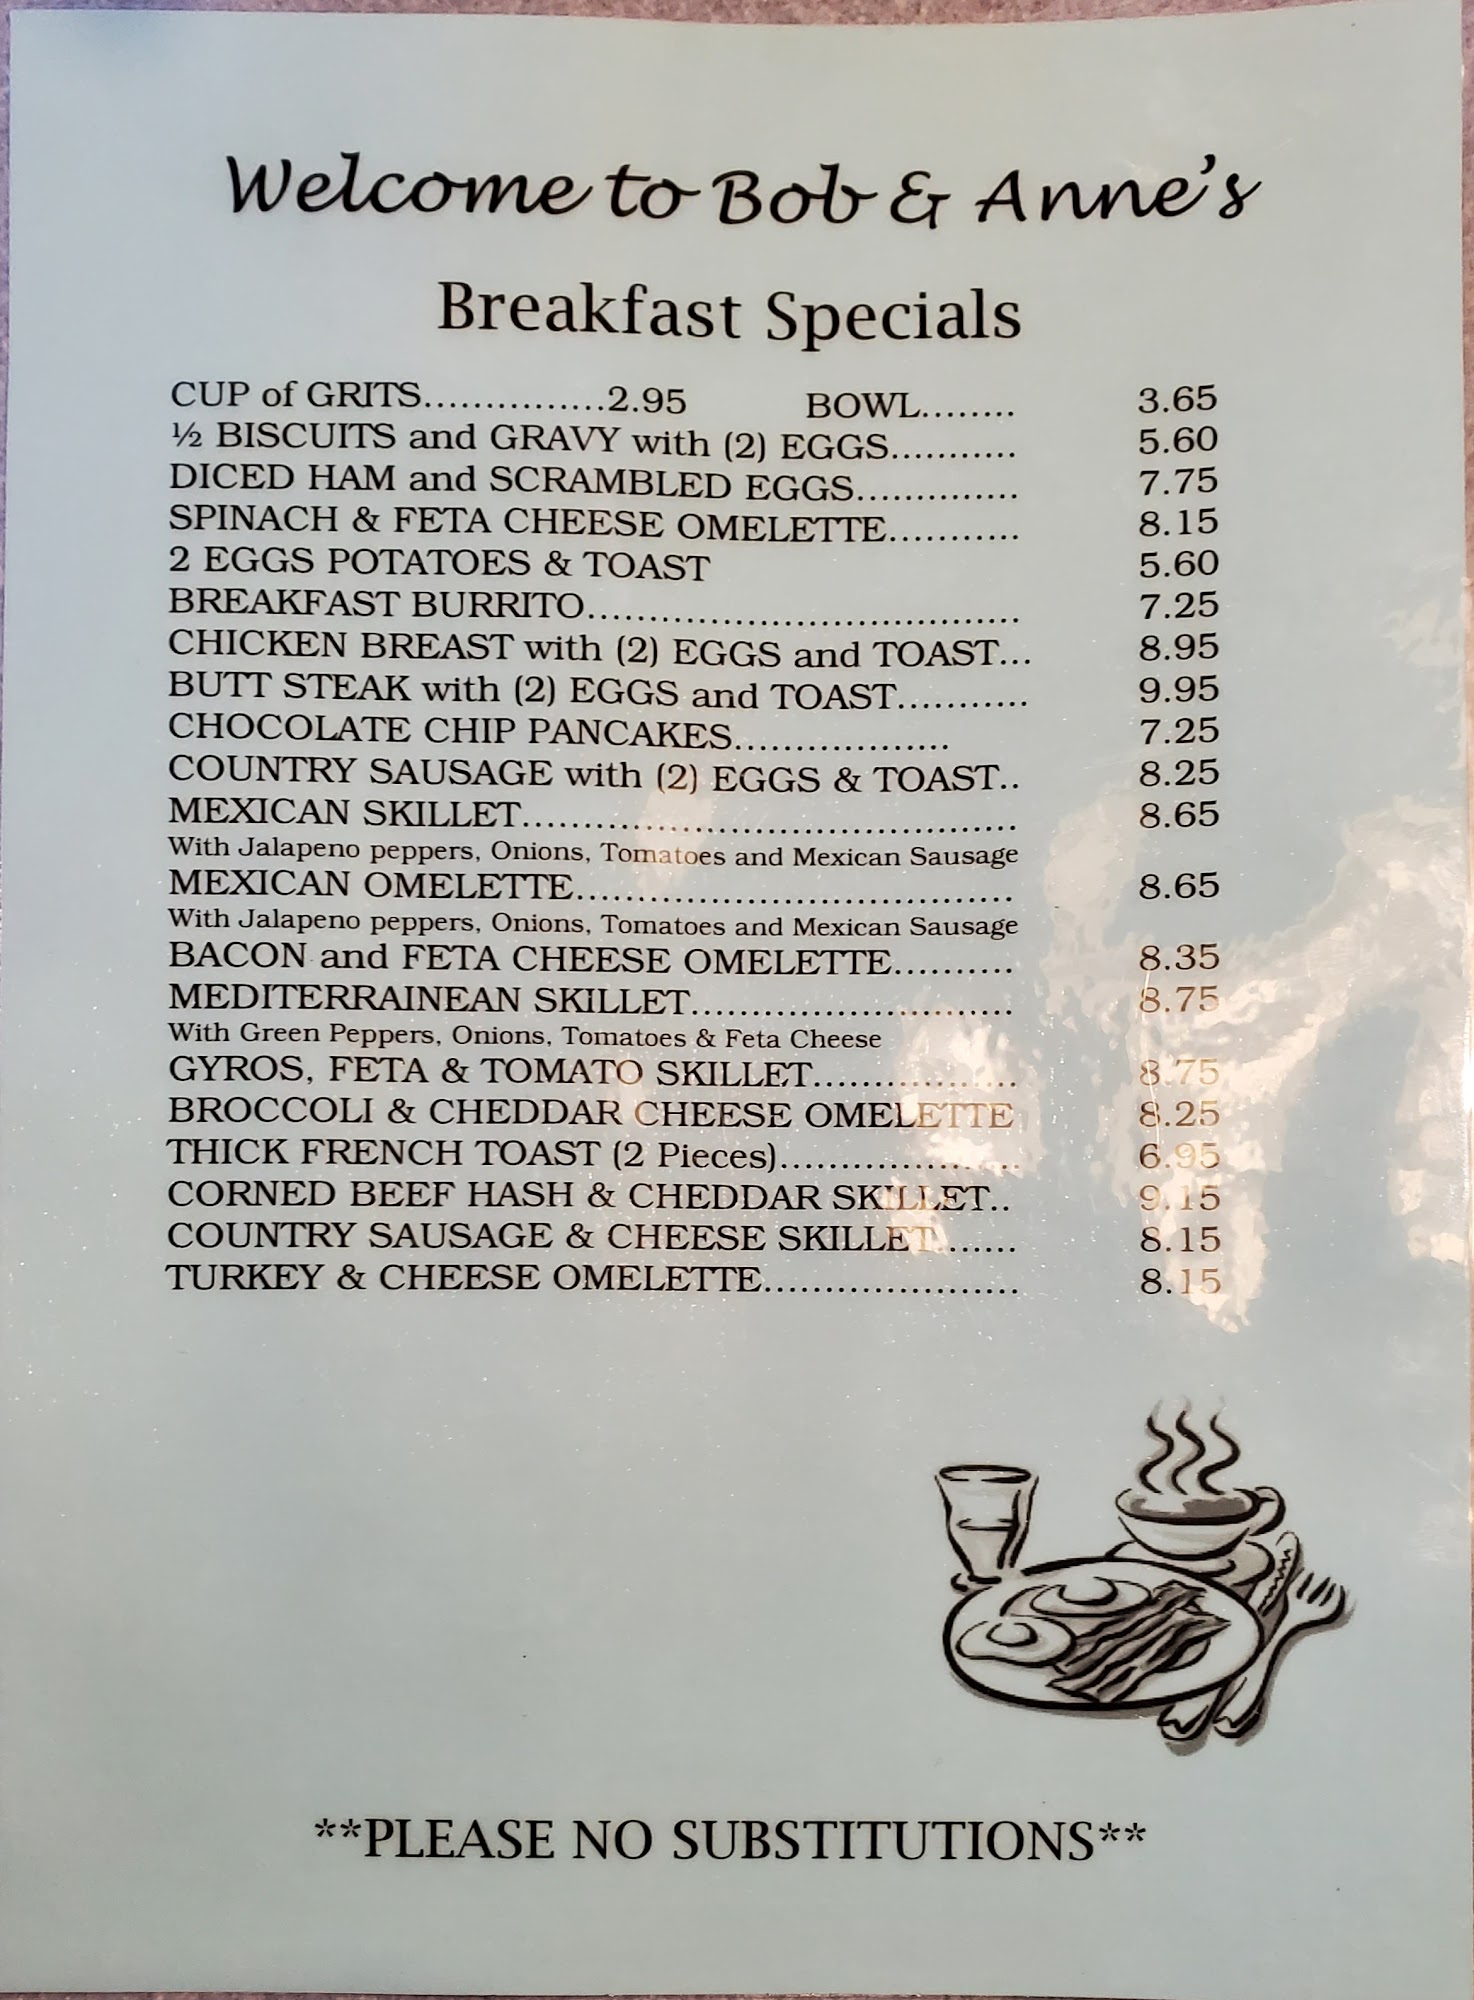 Welcome to Bob & Anne's
Breakfast Specials
CUP of GRITS...............2.95 BOWL........ 3.65
½ BISCUITS and GRAVY with (2) EGGS........... 5.60
DICED HAM and SCRAMBLED EGGS.............. 7.75
SPINACH & FETA CHEESE OMELETTE........... 8.15
2 EGGS POTATOES & TOAST 5.60
BREAKFAST BURRITO.................................... 7.25
CHICKEN BREAST with (2) EGGS and TOAST... 8.95
BUTT STEAK with (2) EGGS and TOAST........... 9.95
CHOCOLATE CHIP PANCAKES.................. 7.25
COUNTRY SAUSAGE with (2) EGGS & TOAST.. 8.25
MEXICAN SKILLET......................................... 8.65
With Jalapeno peppers, Onions, Tomatoes and Mexican Sausage
MEXICAN OMELETTE.................................... 8.65
With Jalapeno peppers, Onions, Tomatoes and Mexican Sausage
BACON and FETA CHEESE OMELETTE.......... 8.35
MEDITERRAINEAN SKILLET........................... 8.75
With Green Peppers, Onions, Tomatoes & Feta Cheese
GYROS, FETA & TOMATO SKILLET................. 8.75
BROCCOLI & CHEDDAR CHEESE OMELETTE 8.25
THICK FRENCH TOAST (2 Pieces).................... 6.95
CORNED BEEF HASH & CHEDDAR SKILLET.. 9.15
COUNTRY SAUSAGE & CHEESE SKILLET....... 8.15
TURKEY & CHEESE OMELETTE..................... 8.15
**PLEASE NO SUBSTITUTIONS**